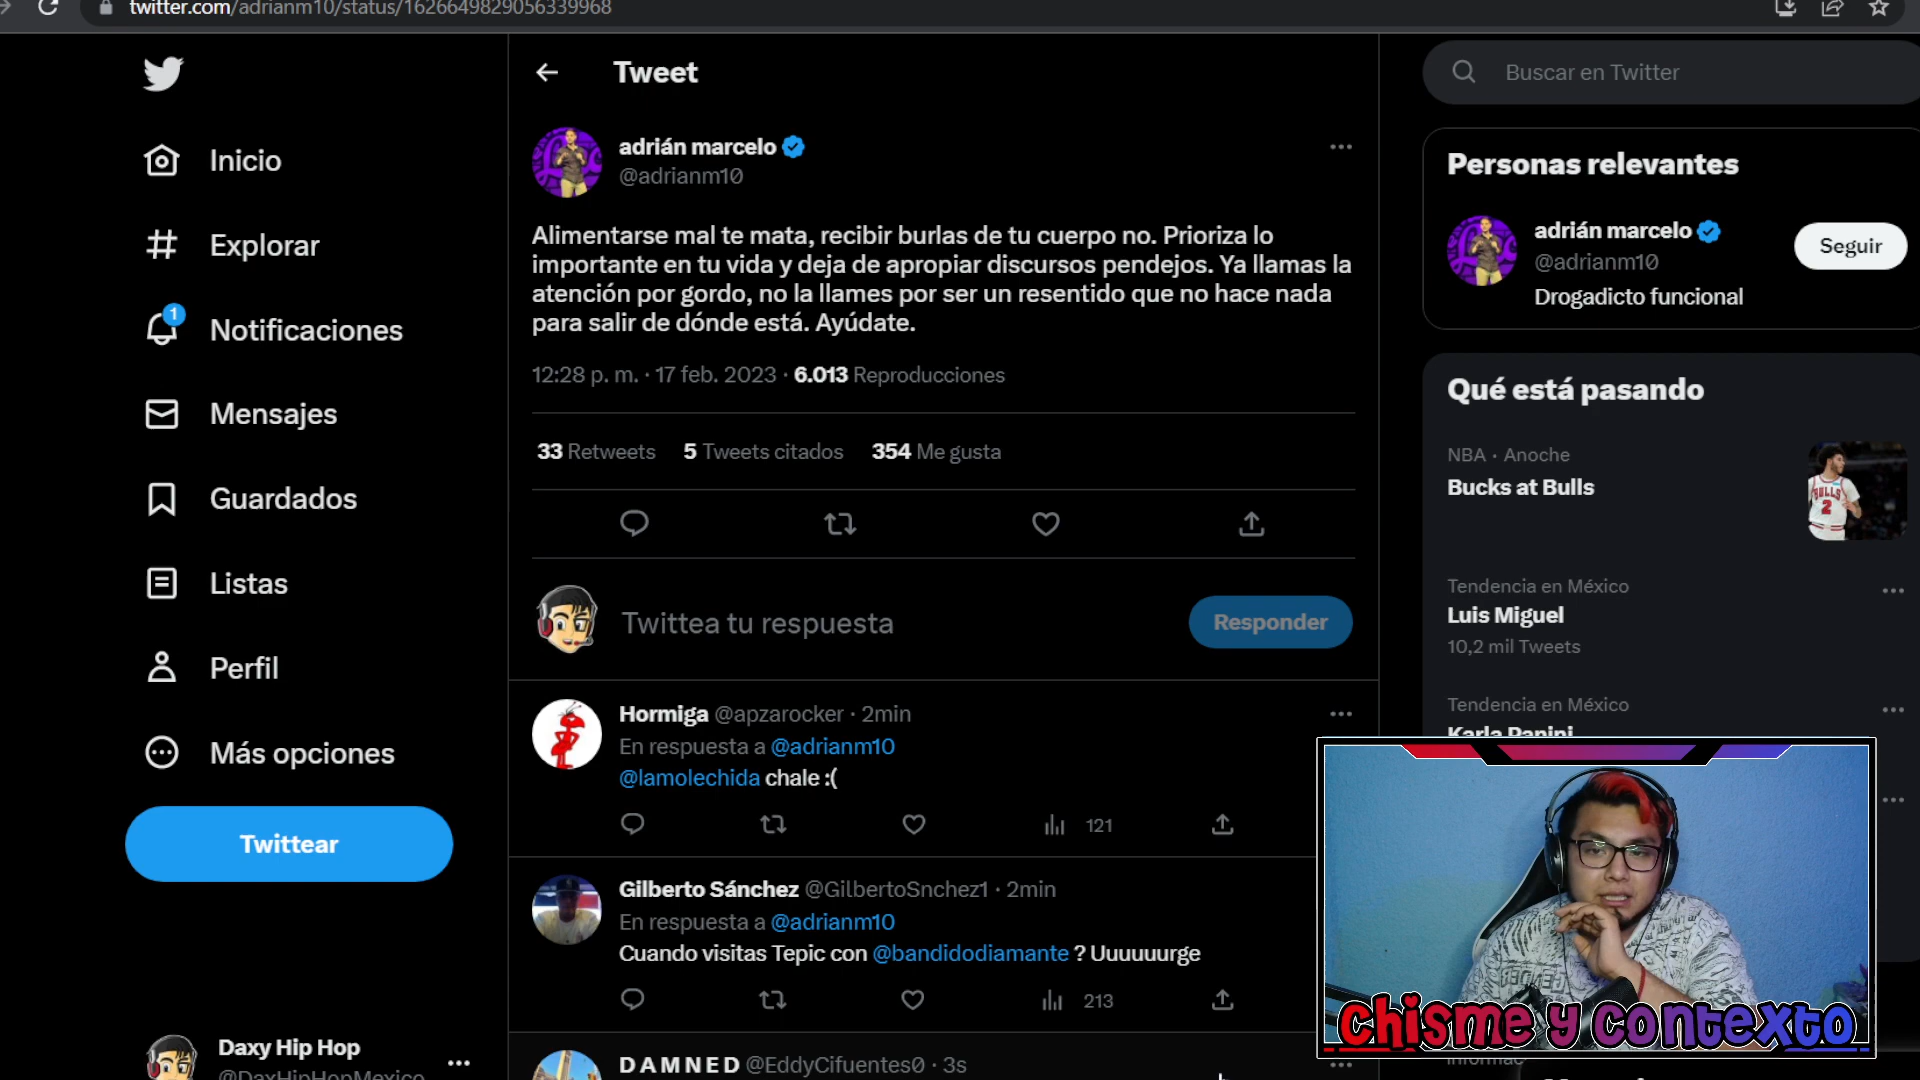 twitter.com/adrianm10/status/1626649829056339968
Tweet
Buscar en Twitter
Inicio
Explorar
1
Notificaciones
Mensajes
Guardados
Listas
Perfil
Más opciones
Twittear
Daxy Hip Hop
@DaxHipHopMexico
adrián marcelo
@adrianm10
Alimentarse mal te mata, recibir burlas de tu cuerpo no. Prioriza lo
importante en tu vida y deja de apropiar discursos pendejos. Ya llamas la
atención por gordo, no la llames por ser un resentido que no hace nada
para salir de dónde está. Ayúdate.
12:28 p. m. · 17 feb. 2023 · 6.013 Reproducciones
33 Retweets 5 Tweets citados 354 Me gusta
Twittea tu respuesta
Responder
Hormiga @apzarocker · 2min
En respuesta a @adrianm10
@lamolechida chale :(
121
Gilberto Sánchez @GilbertoSnchez1 · 2min
En respuesta a @adrianm10
Cuando visitas Tepic con @bandidodiamante ? Uuuuuurge
213
DAMNED @EddyCifuentes0 · 3s
Personas relevantes
adrián marcelo
@adrianm10
Seguir
Drogadicto funcional
Qué está pasando
NBA · Anoche
Bucks at Bulls
BULLS
2
Tendencia en México
Luis Miguel
10,2 mil Tweets
Tendencia en México
Karla Panini
chisme y contexto